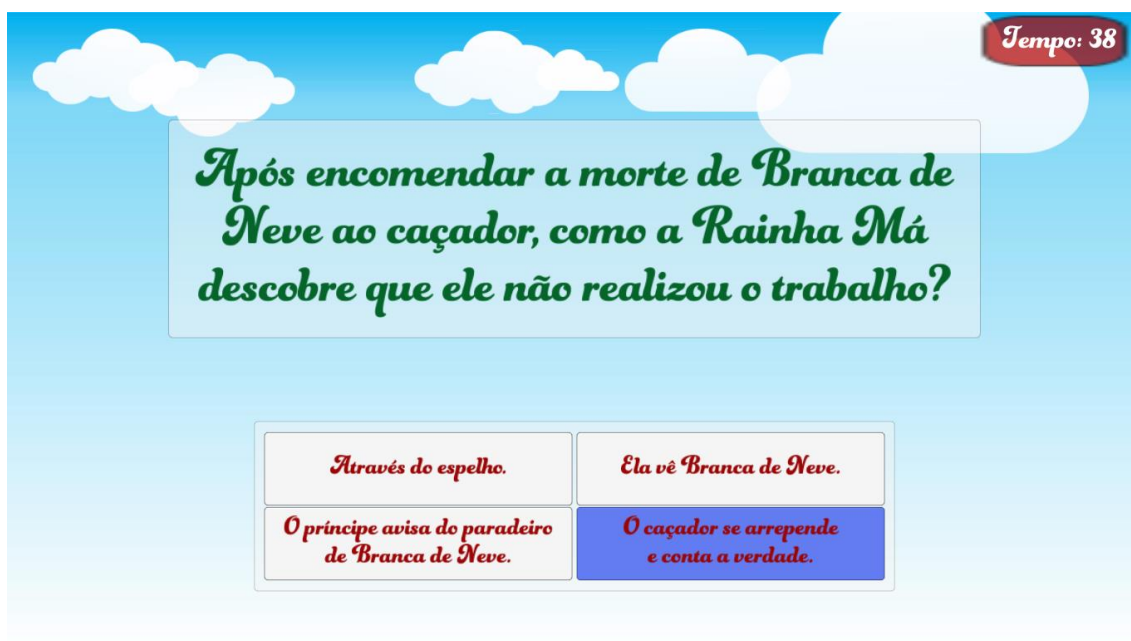 Tempo: 38
Após encomendar a morte de Branca de
Neve ao caçador, como a Rainha Má
descobre que ele não realizou o trabalho?
Através do espelho.
Ela vê Branca de Neve.
O príncipe avisa do paradeiro
de Branca de Neve.
O caçador se arrepende
e conta a verdade.